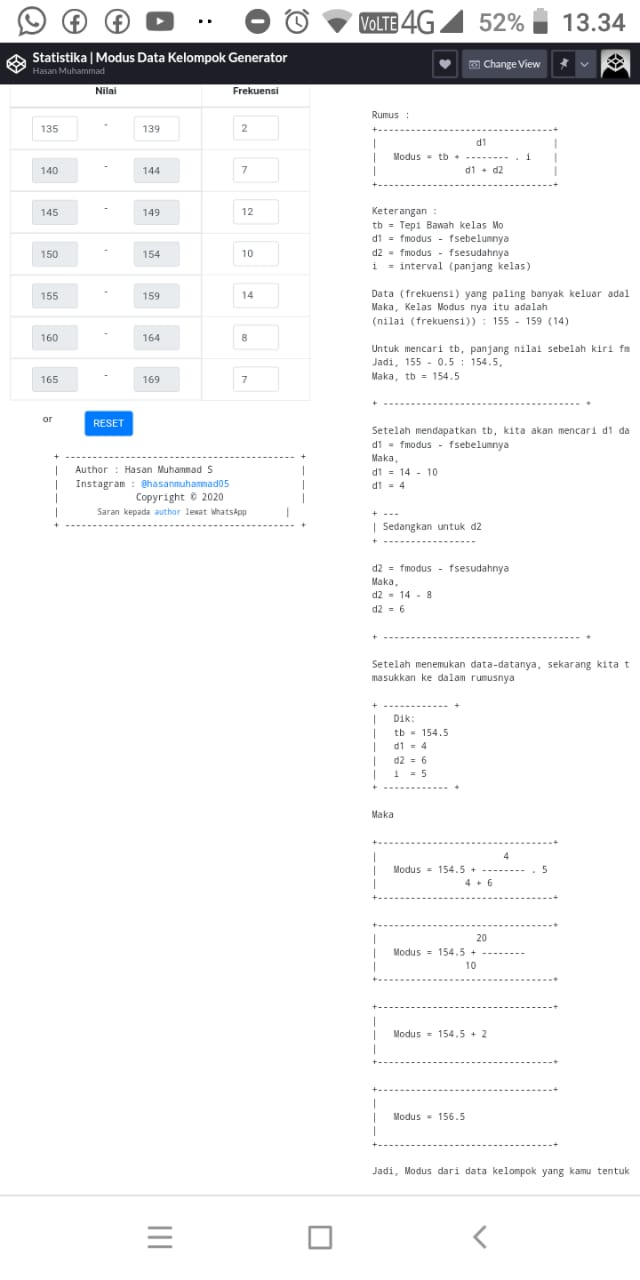 VoLTE 4G 52% 13.34
Statistika | Modus Data Kelompok Generator
Hasan Muhammad
Change View
Nilai Frekuensi
135 - 139 2
140 - 144 7
145 - 149 12
150 - 154 10
155 - 159 14
160 - 164 8
165 - 169 7
or RESET
+ ---------------------------------------- +
| Author : Hasan Muhammad S |
| Instagram : @hasanmuhammad05 |
| Copyright © 2020 |
| Saran kepada author lewat WhatsApp |
+ ---------------------------------------- +
Rumus :
+-------------------------------+
| d1 |
| Modus = tb + -------- . i |
| d1 + d2 |
+-------------------------------+
Keterangan :
tb = Tepi Bawah kelas Mo
d1 = fmodus - fsebelumnya
d2 = fmodus - fsesudahnya
i = interval (panjang kelas)
Data (frekuensi) yang paling banyak keluar adal
Maka, Kelas Modus nya itu adalah
(nilai (frekuensi)) : 155 - 159 (14)
Untuk mencari tb, panjang nilai sebelah kiri fm
Jadi, 155 - 0.5 : 154.5,
Maka, tb = 154.5
+ ----------------------------------- +
Setelah mendapatkan tb, kita akan mencari d1 da
d1 = fmodus - fsebelumnya
Maka,
d1 = 14 - 10
d1 = 4
+ ---
| Sedangkan untuk d2
+ -----------------
d2 = fmodus - fsesudahnya
Maka,
d2 = 14 - 8
d2 = 6
+ ----------------------------------- +
Setelah menemukan data-datanya, sekarang kita t
masukkan ke dalam rumusnya
+ ------------ +
| Dik:
| tb = 154.5
| d1 = 4
| d2 = 6
| i = 5
+ ------------ +
Maka
+-------------------------------+
| 4
| Modus = 154.5 + -------- . 5
| 4 + 6
+-------------------------------+
+-------------------------------+
| 20
| Modus = 154.5 + --------
| 10
+-------------------------------+
+-------------------------------+
|
| Modus = 154.5 + 2
|
+-------------------------------+
+-------------------------------+
|
| Modus = 156.5
|
+-------------------------------+
Jadi, Modus dari data kelompok yang kamu tentuk